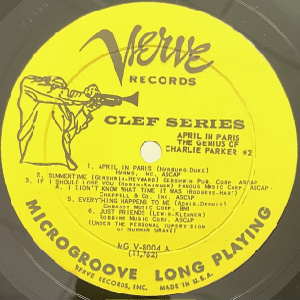 Verve
RECORDS
CLEF SERIES
APRIL IN PARIS
THE GENIUS OF
CHARLIE PARKER #2
1. APRIL IN PARIS (HARBURG-DUKE)
HARMS, INC. ASCAP
2. SUMMERTIME (GERSHWIN-HEYWARD) GERSHWIN PUB. CORP. ASCAP
3. IF I SHOULD LOSE YOU (ROBIN-RAINGER) FAMOUS MUSIC CORP. ASCAP
4. I DIDN'T KNOW WHAT TIME IT WAS (RODGERS-HART)
CHAPPELL & CO., INC. ASCAP
5. EVERYTHING HAPPENS TO ME (ADAIR-DENNIS)
EMBASSY MUSIC CORP. BMI
6. JUST FRIENDS (LEWIS-KLENNER)
ROBBINS MUSIC CORP. ASCAP
(UNDER THE PERSONAL SUPERVISION
OF NORMAN GRANZ)
MG V-8004 A
(11,762)
MICROGROOVE LONG PLAYING
VERVE RECORDS, INC. MADE IN U.S.A.